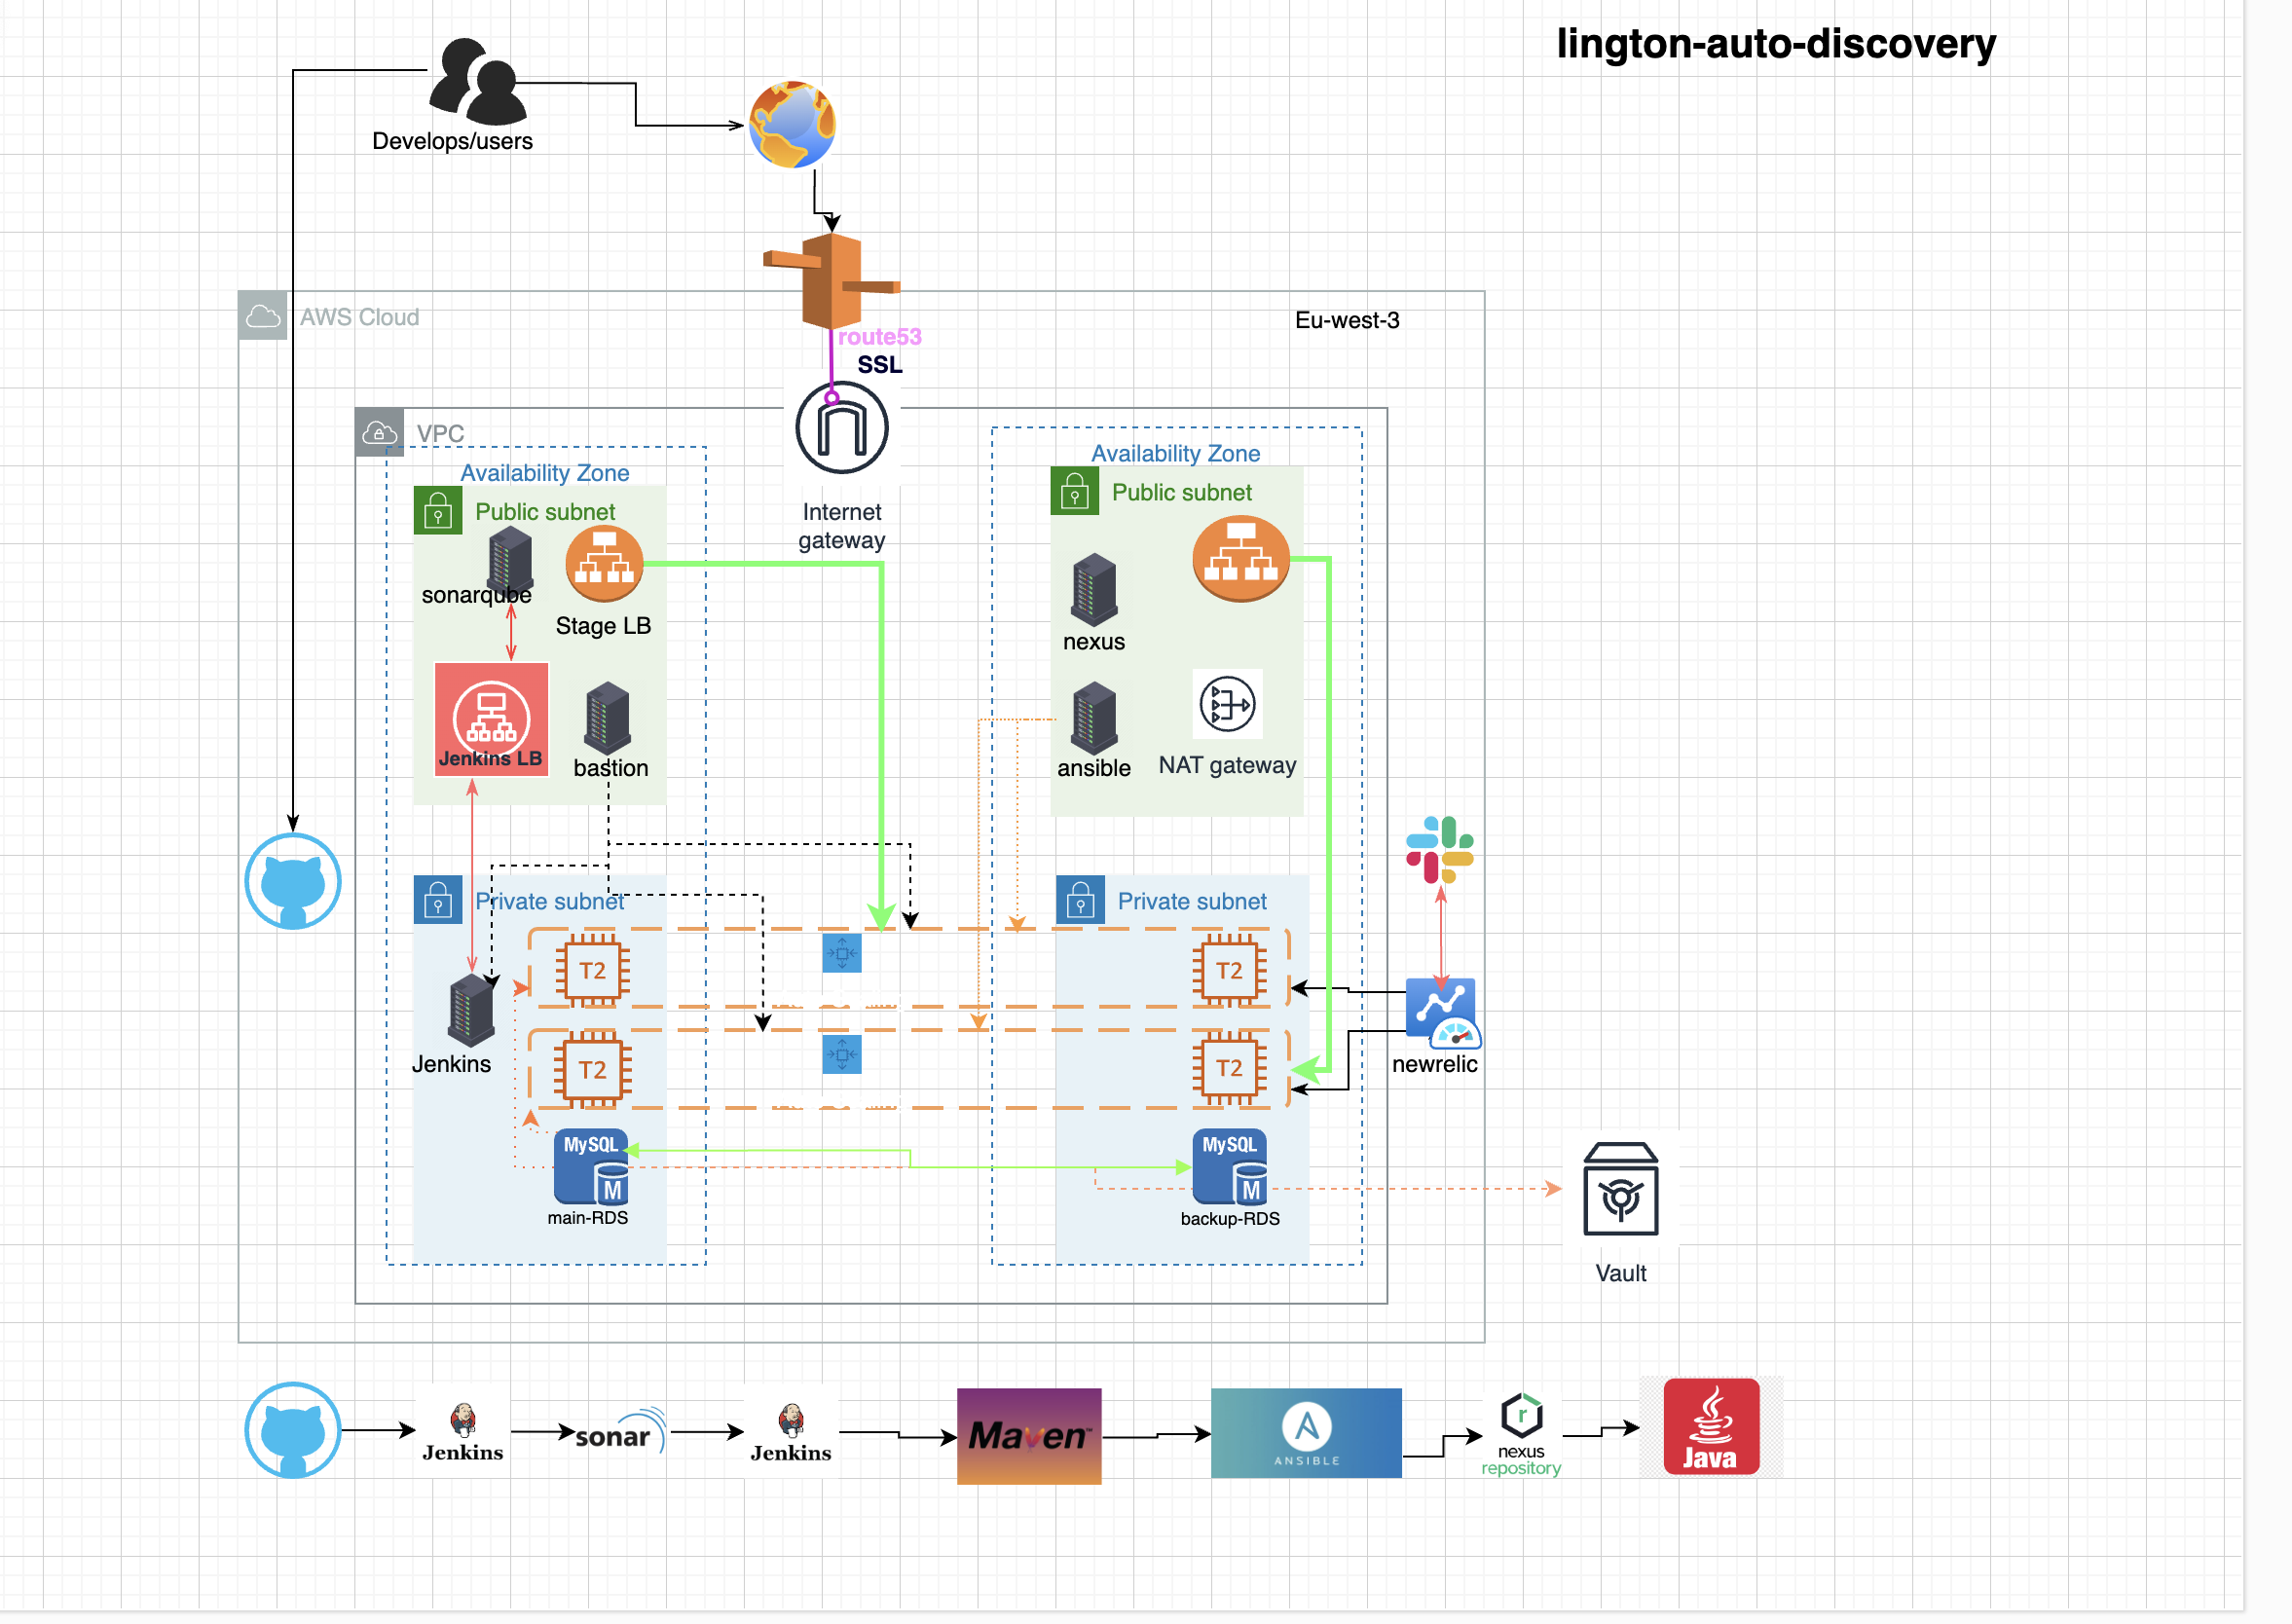 lington-auto-discovery
Develops/users
AWS Cloud
Eu-west-3
route53
SSL
VPC
Internet
gateway
Availability Zone
Public subnet
sonarqube
Stage LB
Jenkins LB
bastion
Availability Zone
Public subnet
nexus
ansible
NAT gateway
Private subnet
T2
Jenkins
T2
MySQL
M
main-RDS
Private subnet
T2
T2
MySQL
M
backup-RDS
newrelic
Vault
Jenkins
sonar
Jenkins
Maven™
ANSIBLE
r
nexus
repository
Java